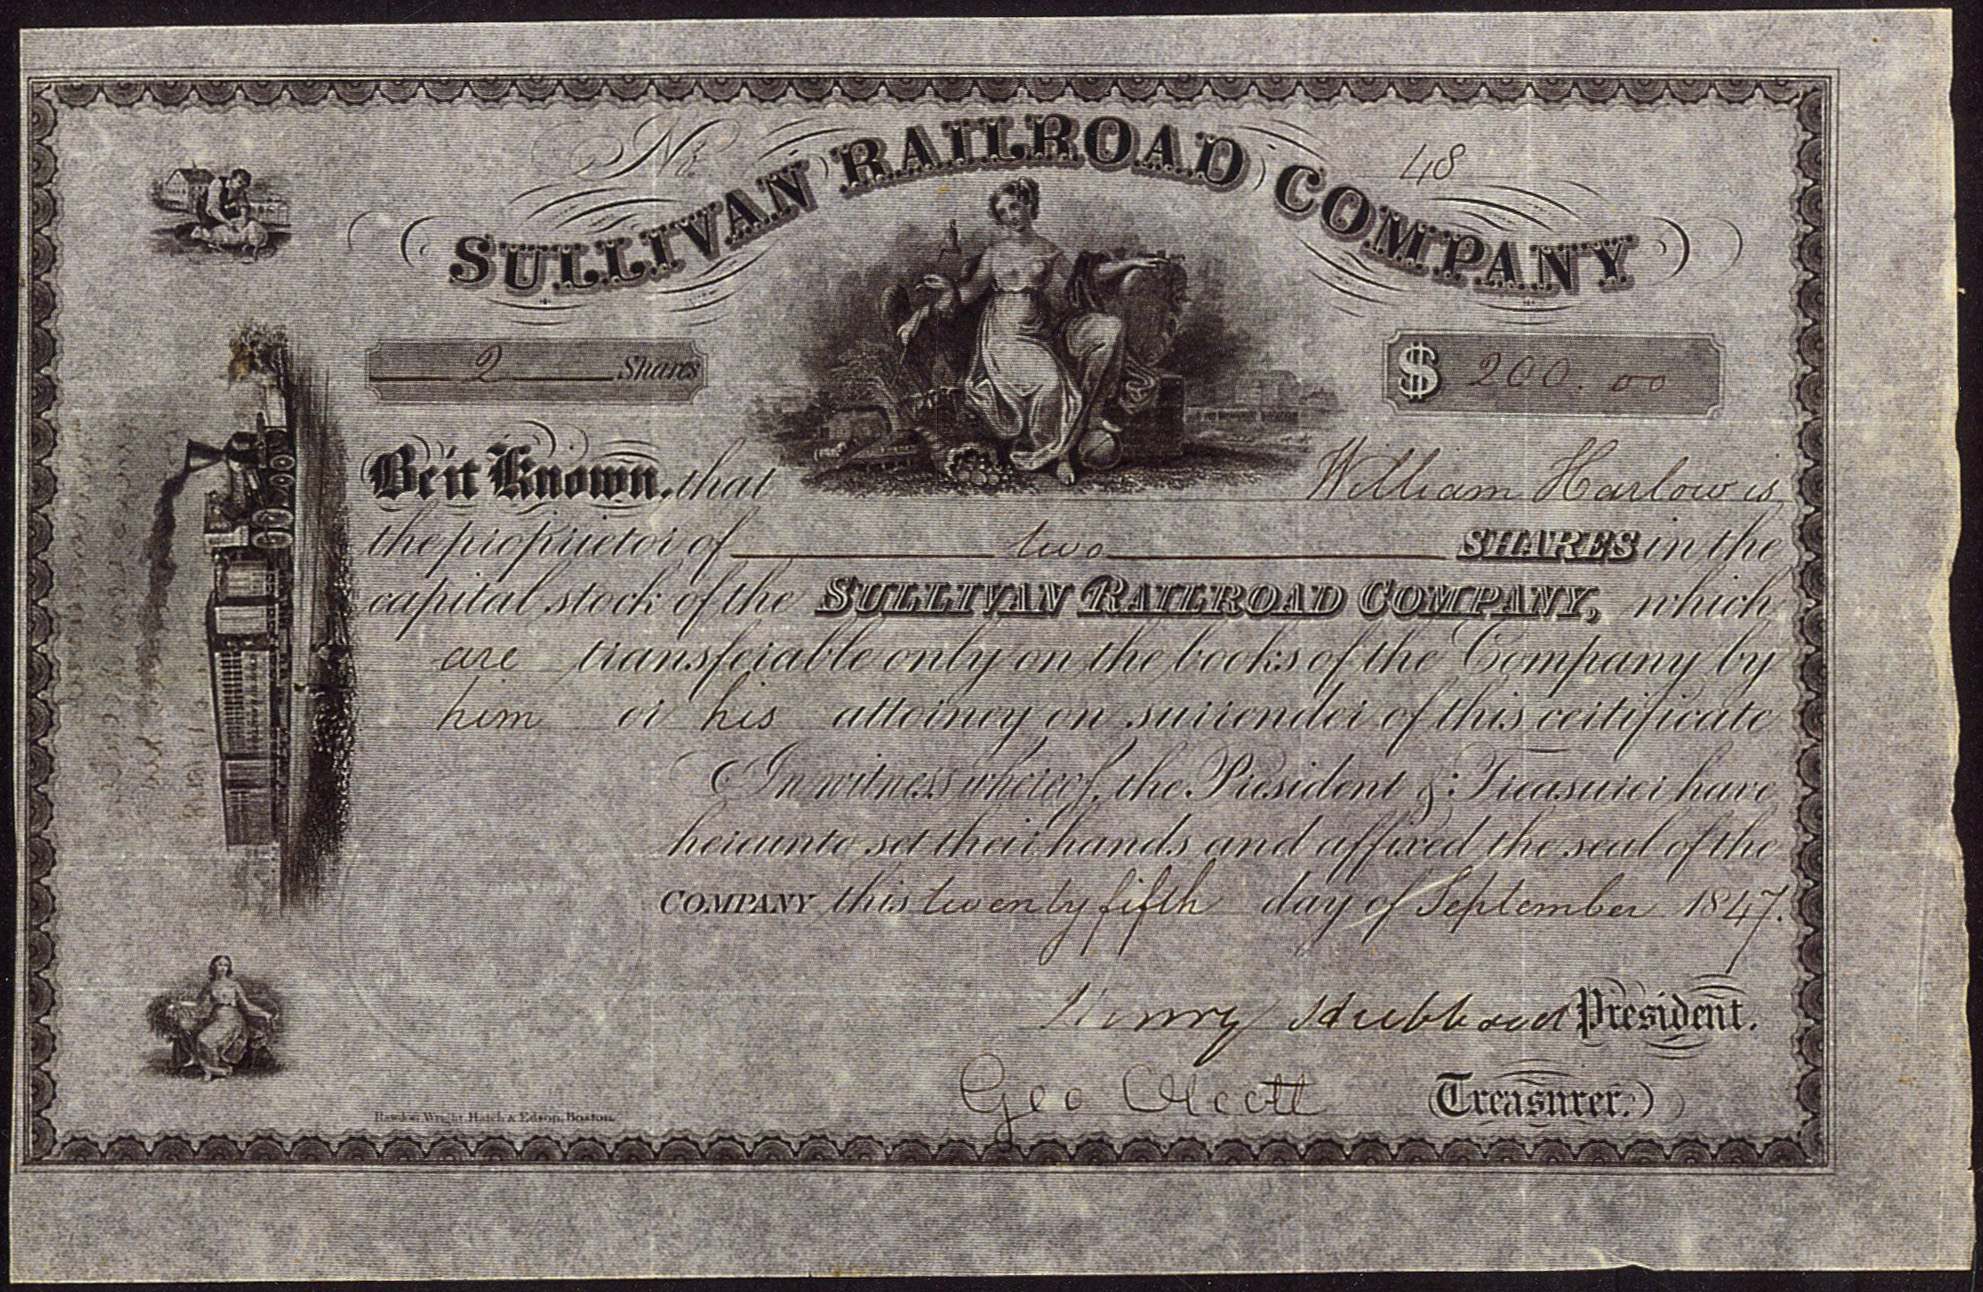 No. 48
SULLIVAN RAILROAD COMPANY
2 Shares
$ 200.00
Be it Known, that William Harlow is
the proprietor of two SHARES in the
capital stock of the SULLIVAN RAILROAD COMPANY, which
are transferable only on the books of the Company by
him or his attorney on surrender of this certificate
In witness whereof, the President & Treasurer have
hereunto set their hands and affixed the seal of the
COMPANY this twenty fifth day of September 1847.
Henry Hubbard President.
Geo Olcott Treasurer.
Rawdon, Wright, Hatch & Edson, Boston.